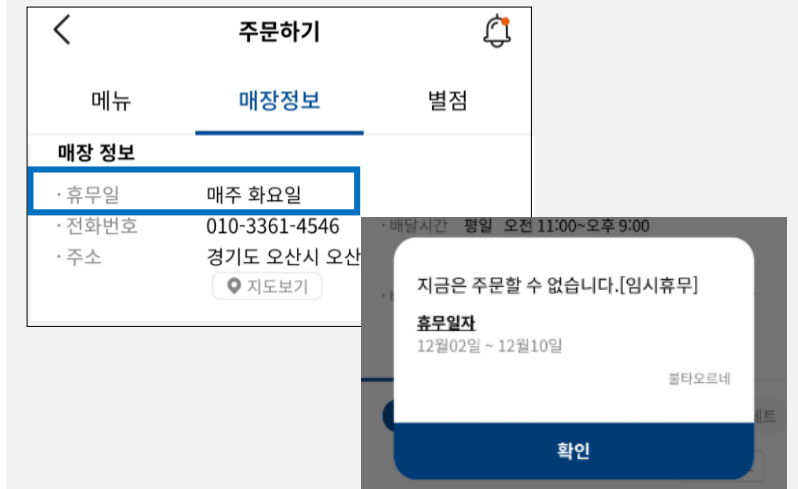 주문하기
메뉴 매장정보 별점
매장 정보
· 휴무일 매주 화요일
· 전화번호 010-3361-4546
· 주소 경기도 오산시 오산
지도보기
· 배달시간 평일 오전 11:00~오후 9:00
지금은 주문할 수 없습니다.[임시휴무]
휴무일자
12월02일 ~ 12월10일
불타오르네
확인